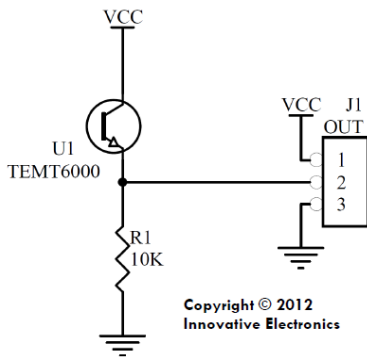 VCC
U1
TEMT6000
R1
10K
VCC
J1
OUT
1
2
3
Copyright © 2012
Innovative Electronics